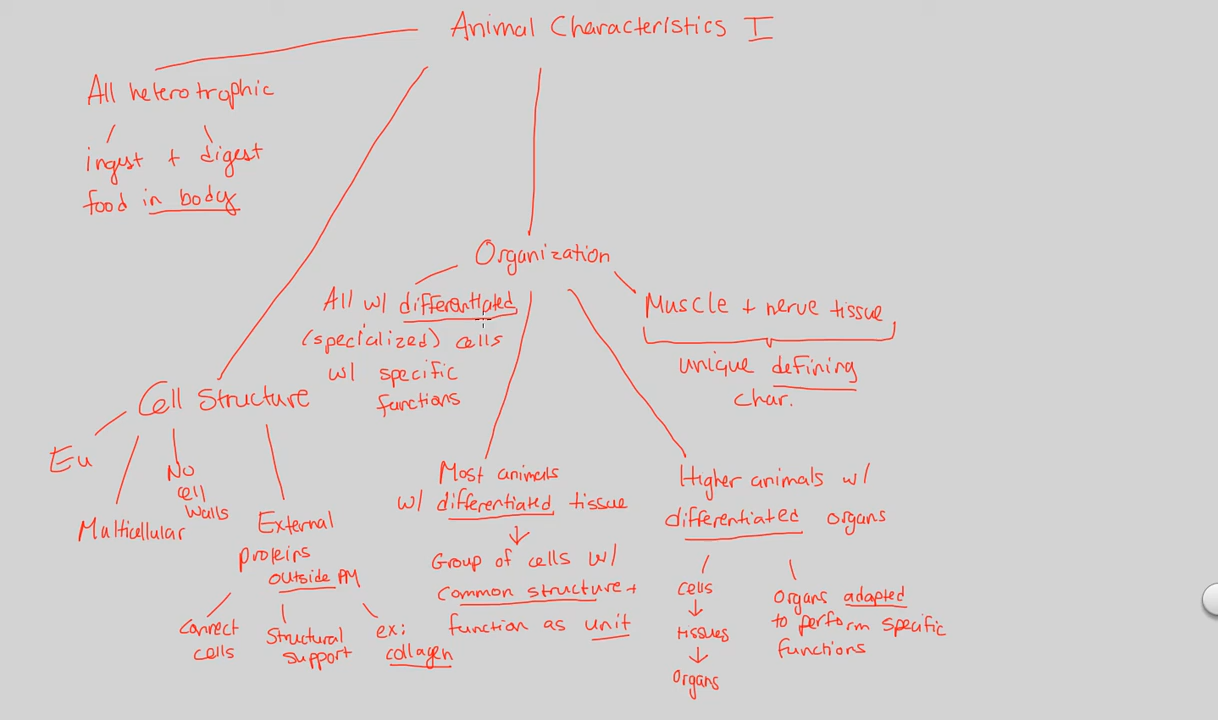 Animal Characteristics I
All heterotrophic
ingest + digest
food in body
Organization
All w/ differentiated
(specialized) cells
w/ specific
functions
Muscle + nerve tissue
unique defining
char.
Cell Structure
Eu
Multicellular
No
cell
walls
External
proteins
outside PM
Connect
cells
Structural
support
ex:
collagen
Most animals
w/ differentiated tissue
Group of cells w/
common structure +
function as unit
Higher animals w/
differentiated organs
cells
tissues
organs
Organs adapted
to perform specific
functions